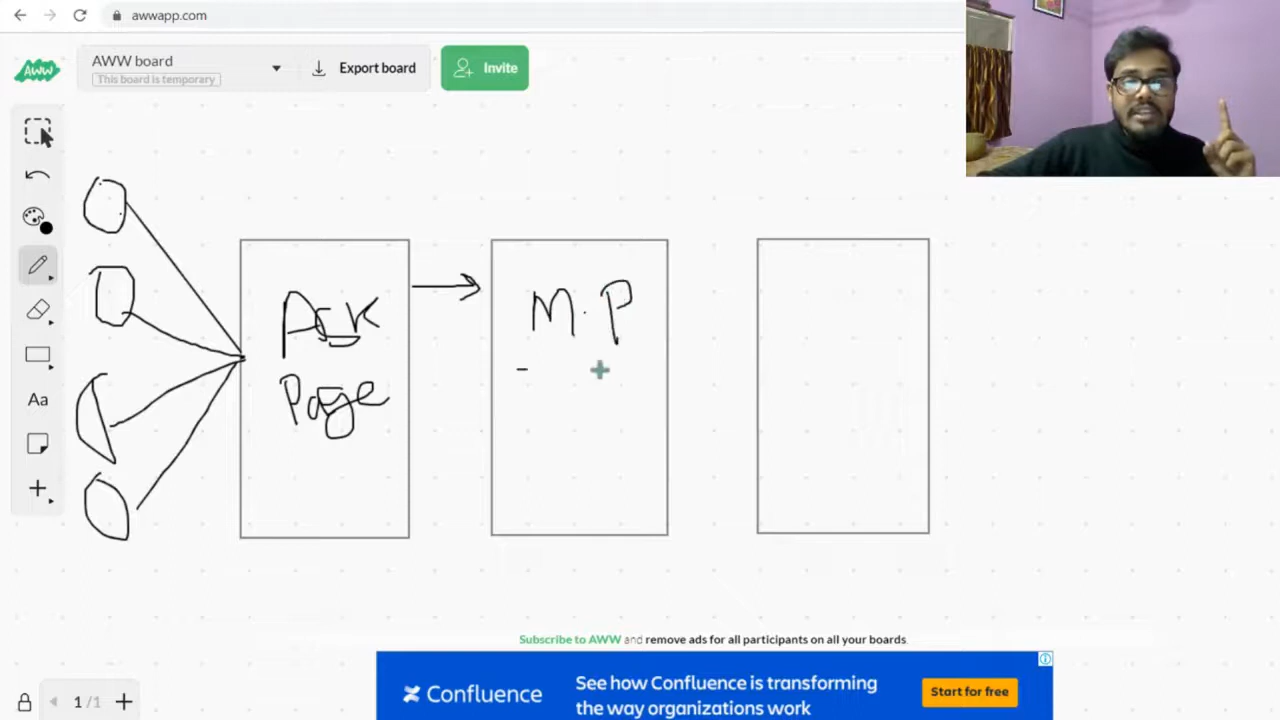 awwapp.com
AWW
AWW board
This board is temporary
Export board
Invite
Ask
Page
M.P
-
Aa
Subscribe to AWW and remove ads for all participants on all your boards
Confluence
See how Confluence is transforming
the way organizations work
Start for free
1 / 1